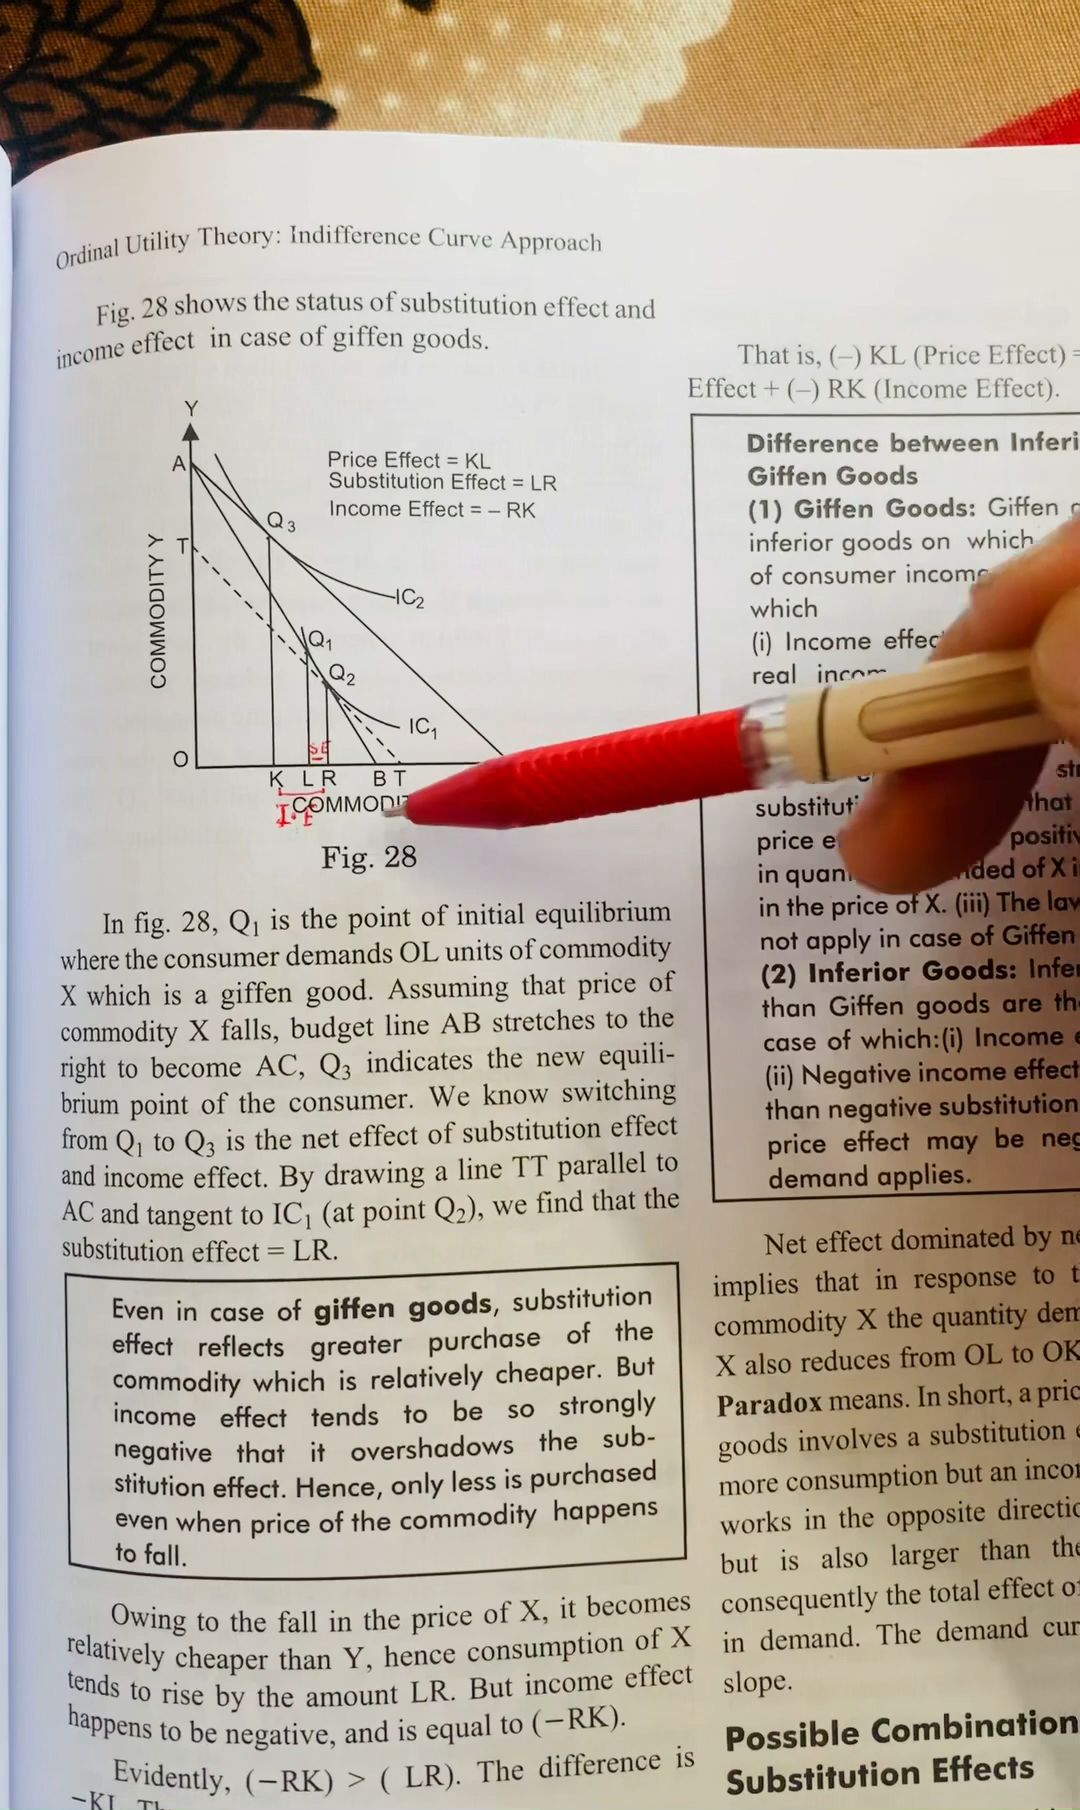 Ordinal Utility Theory: Indifference Curve Approach
Fig. 28 shows the status of substitution effect and
income effect in case of giffen goods.
Y
A
Price Effect = KL
Substitution Effect = LR
Income Effect = – RK
Q3
T
COMMODITY Y
IC2
Q1
Q2
IC1
O
SE
K L R B T
I.E
COMMODIT
Fig. 28
In fig. 28, Q1 is the point of initial equilibrium
where the consumer demands OL units of commodity
X which is a giffen good. Assuming that price of
commodity X falls, budget line AB stretches to the
right to become AC, Q3 indicates the new equili-
brium point of the consumer. We know switching
from Q1 to Q3 is the net effect of substitution effect
and income effect. By drawing a line TT parallel to
AC and tangent to IC1 (at point Q2), we find that the
substitution effect = LR.
Even in case of giffen goods, substitution
effect reflects greater purchase of the
commodity which is relatively cheaper. But
income effect tends to be so strongly
negative that it overshadows the sub-
stitution effect. Hence, only less is purchased
even when price of the commodity happens
to fall.
Owing to the fall in the price of X, it becomes
relatively cheaper than Y, hence consumption of X
tends to rise by the amount LR. But income effect
happens to be negative, and is equal to (−RK).
Evidently, (−RK) > ( LR). The difference is
−KL
That is, (–) KL (Price Effect) =
Effect + (–) RK (Income Effect).
Difference between Inferi
Giffen Goods
(1) Giffen Goods: Giffen
inferior goods on which
of consumer income
which
(i) Income effec
real incom
substituti that
price e positiv
in quan nded of X i
in the price of X. (iii) The law
not apply in case of Giffen
(2) Inferior Goods: Infer
than Giffen goods are th
case of which:(i) Income
(ii) Negative income effect
than negative substitution
price effect may be neg
demand applies.
Net effect dominated by ne
implies that in response to t
commodity X the quantity dem
X also reduces from OL to OK
Paradox means. In short, a pric
goods involves a substitution
more consumption but an incom
works in the opposite directio
but is also larger than the
consequently the total effect of
in demand. The demand cur
slope.
Possible Combination
Substitution Effects